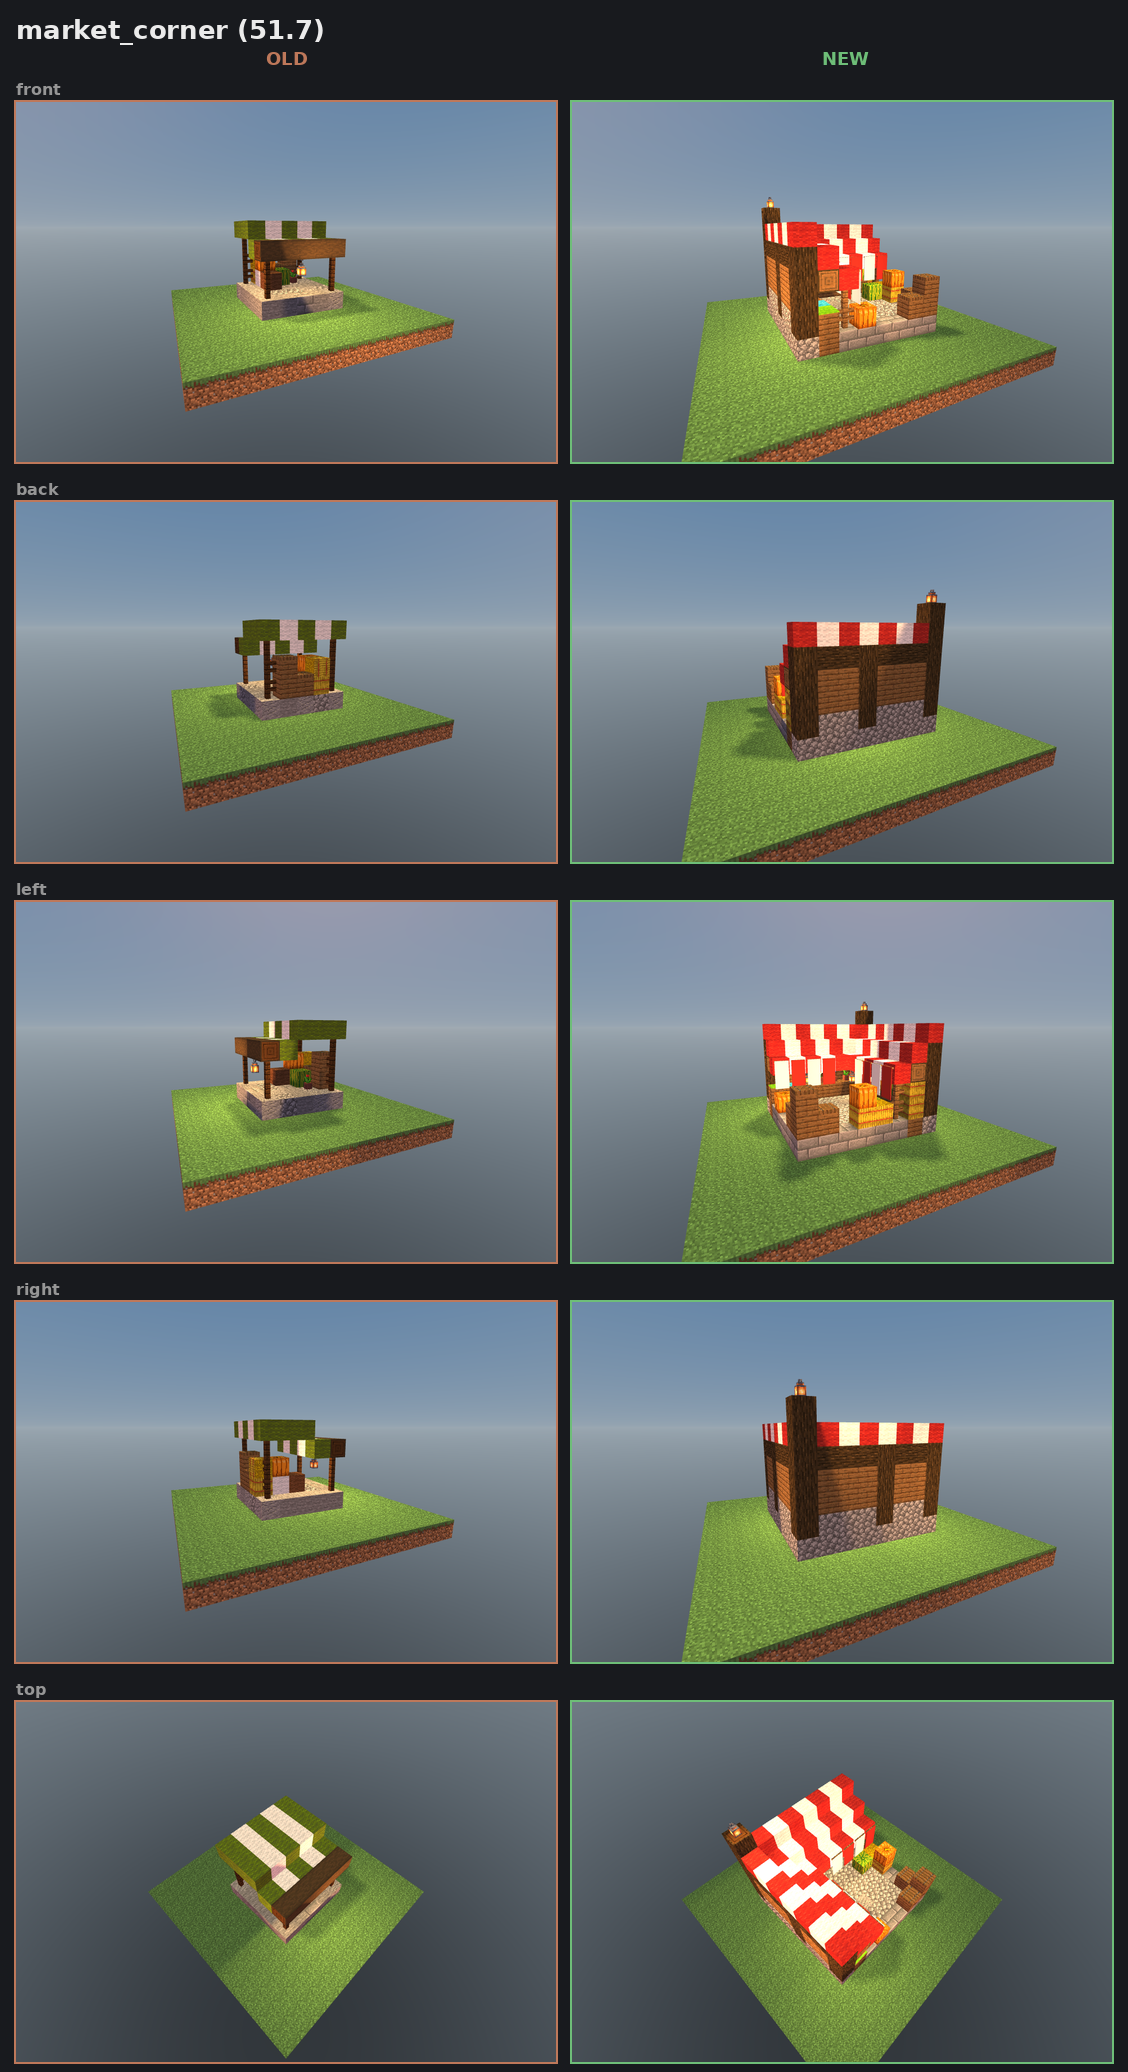 market_corner (51.7)
OLD NEW
front
back
left
right
top